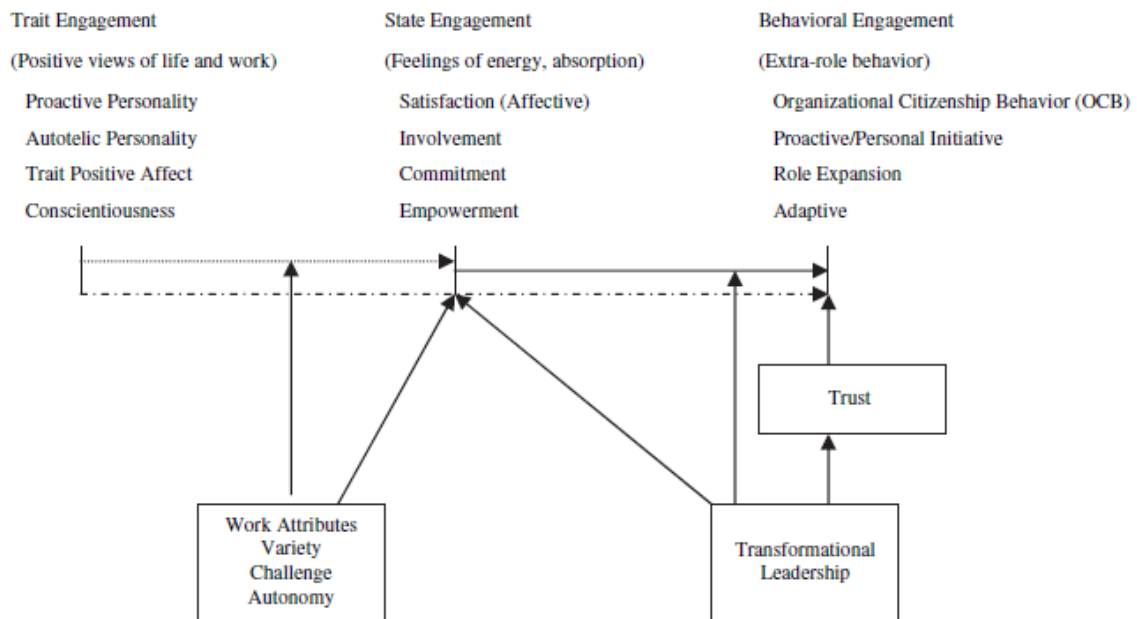 Trait Engagement
(Positive views of life and work)
Proactive Personality
Autotelic Personality
Trait Positive Affect
Conscientiousness
State Engagement
(Feelings of energy, absorption)
Satisfaction (Affective)
Involvement
Commitment
Empowerment
Behavioral Engagement
(Extra-role behavior)
Organizational Citizenship Behavior (OCB)
Proactive/Personal Initiative
Role Expansion
Adaptive
Trust
Work Attributes
Variety
Challenge
Autonomy
Transformational
Leadership